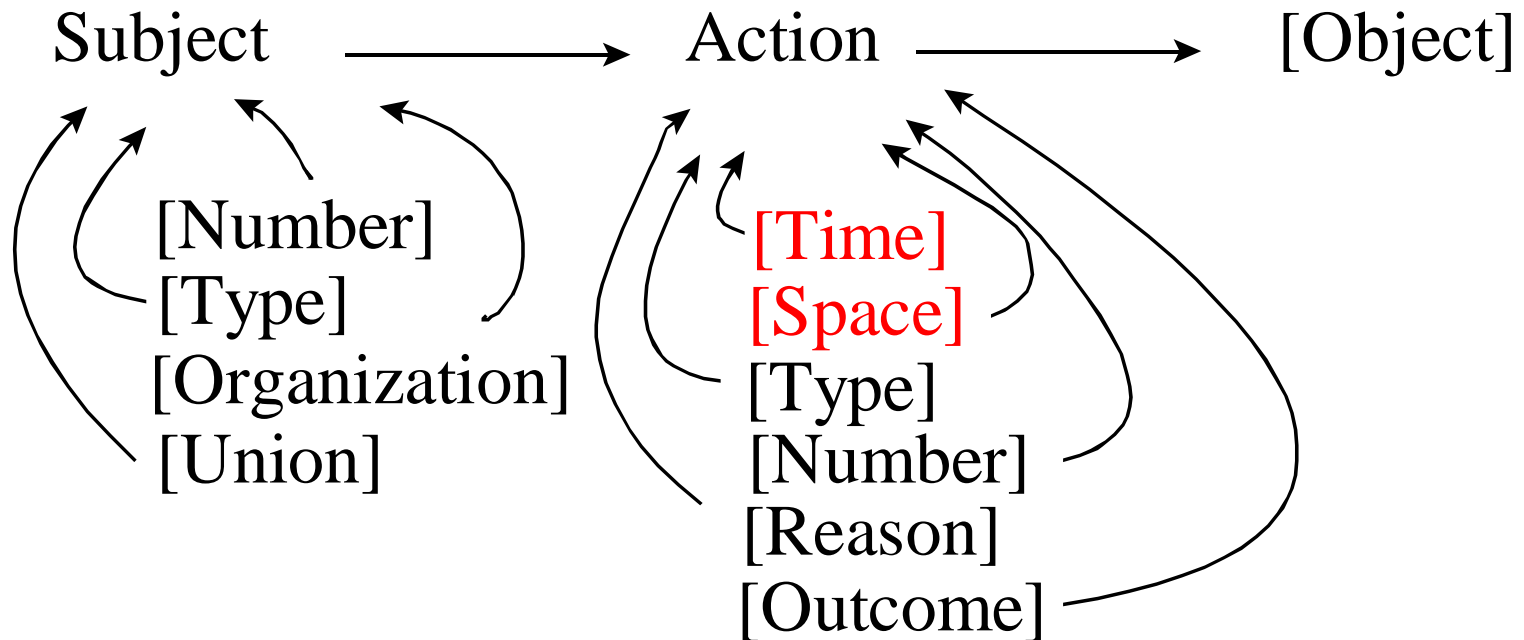 Subject Action [Object]
[Number]
[Type]
[Organization]
[Union]
[Time]
[Space]
[Type]
[Number]
[Reason]
[Outcome]